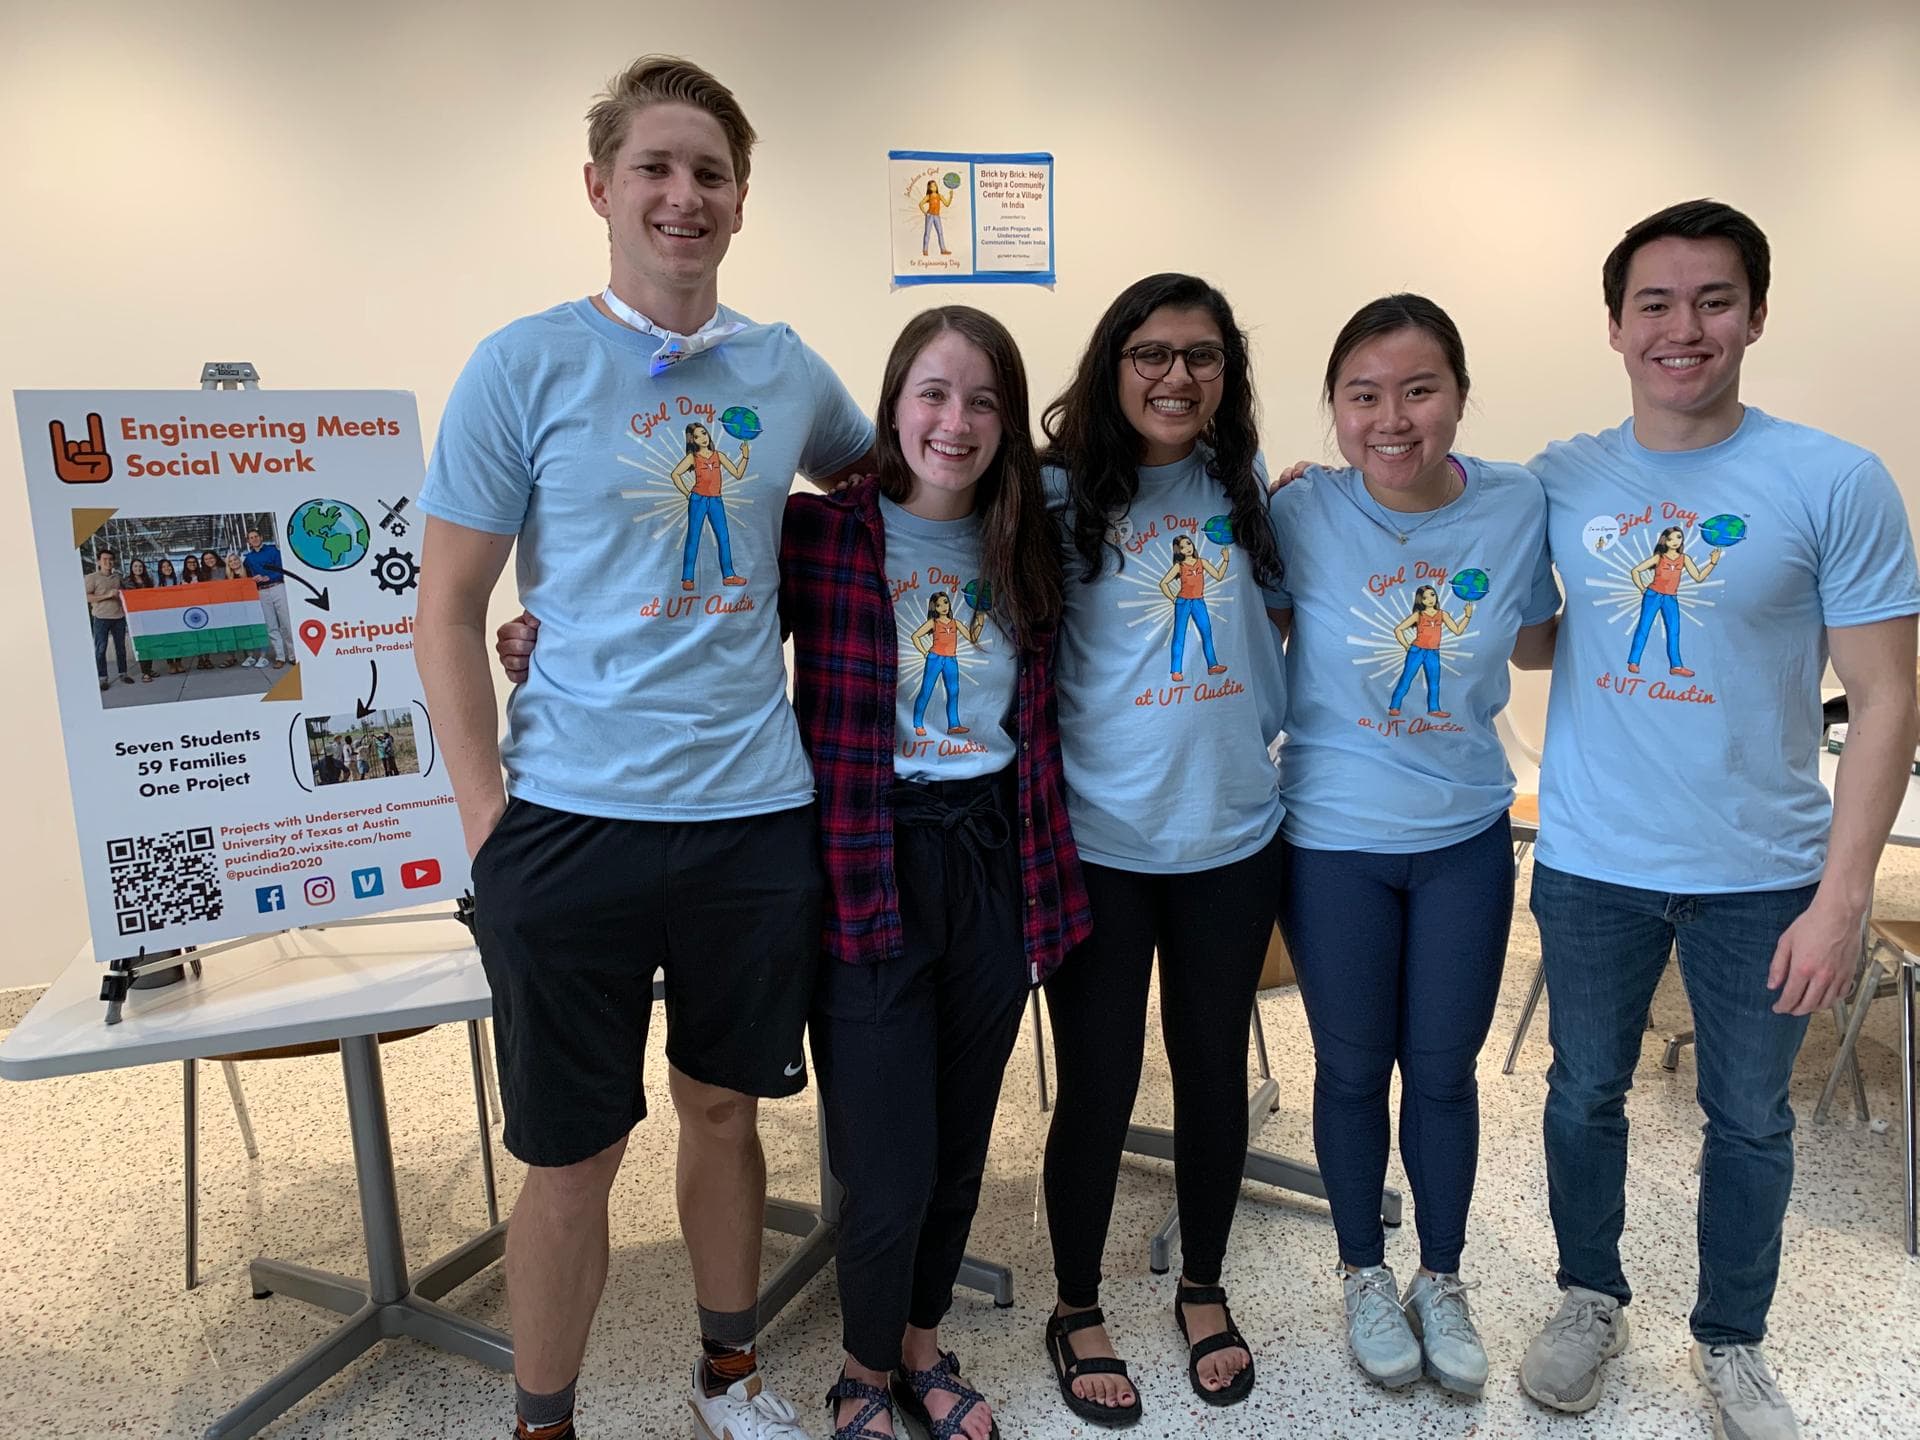 Engineering Meets
Social Work
Siripudi
Andhra Pradesh
Seven Students
59 Families
One Project
Projects with Underserved Communities
University of Texas at Austin
pucindia20.wixsite.com/home
@pucindia2020
Introduce a Girl
to Engineering Day
Brick by Brick: Help
Design a Community
Center for a Village
in India
presented by
UT Austin Projects with
Underserved
Communities: Team India
Girl Day
at UT Austin
Girl Day
UT Austin
Girl Day
at UT Austin
Girl Day
at UT Austin
Girl Day
at UT Austin